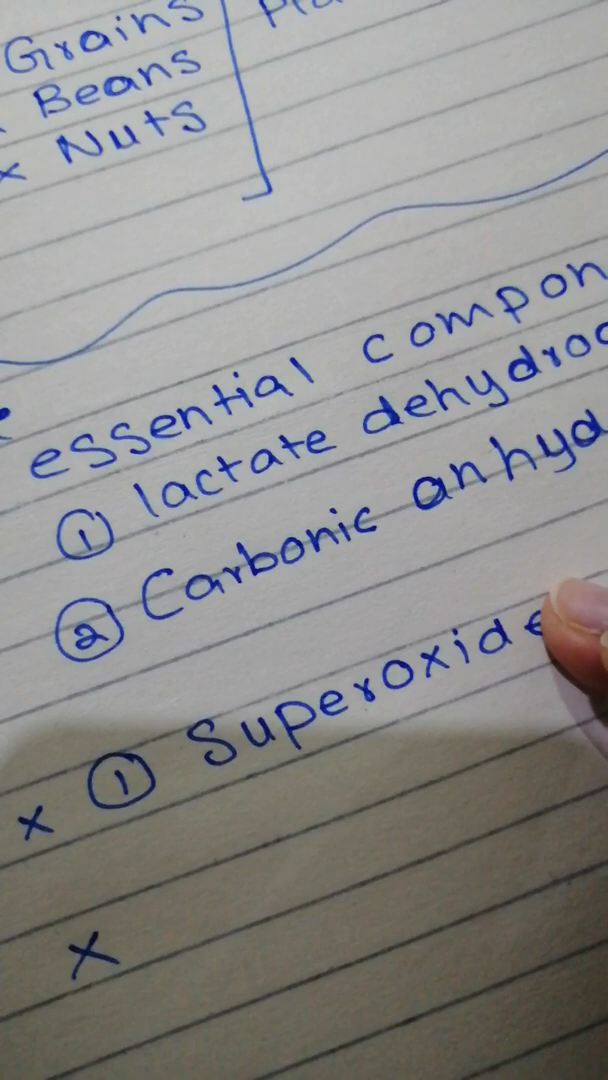 Grains
x Beans
x Nuts
essential compon
① lactate dehydro
② Carbonic anhyd
x ① Superoxide
x